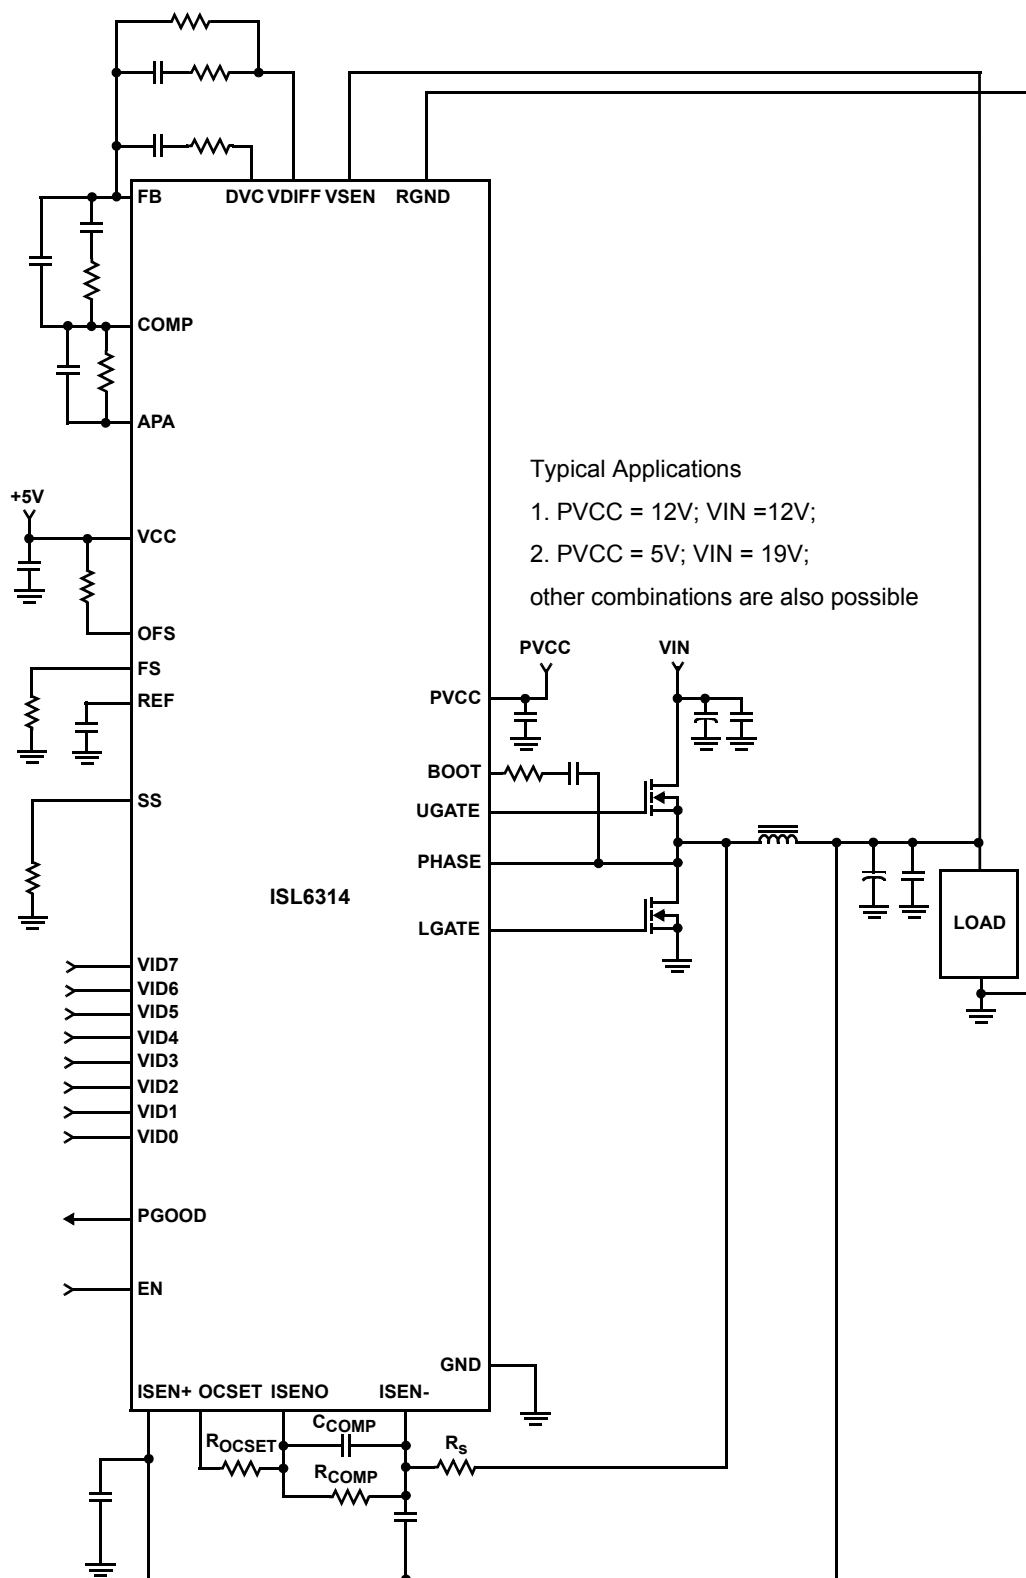 FB
DVC VDIFF VSEN RGND
COMP
APA
Typical Applications
1. PVCC = 12V; VIN =12V;
2. PVCC = 5V; VIN = 19V;
other combinations are also possible
+5V
VCC
OFS
FS
REF
SS
PVCC
VIN
PVCC
BOOT
UGATE
PHASE
LGATE
ISL6314
LOAD
VID7
VID6
VID5
VID4
VID3
VID2
VID1
VID0
PGOOD
EN
GND
ISEN+ OCSET ISENO ISEN-
CCOMP
ROCSET
RCOMP
Rs